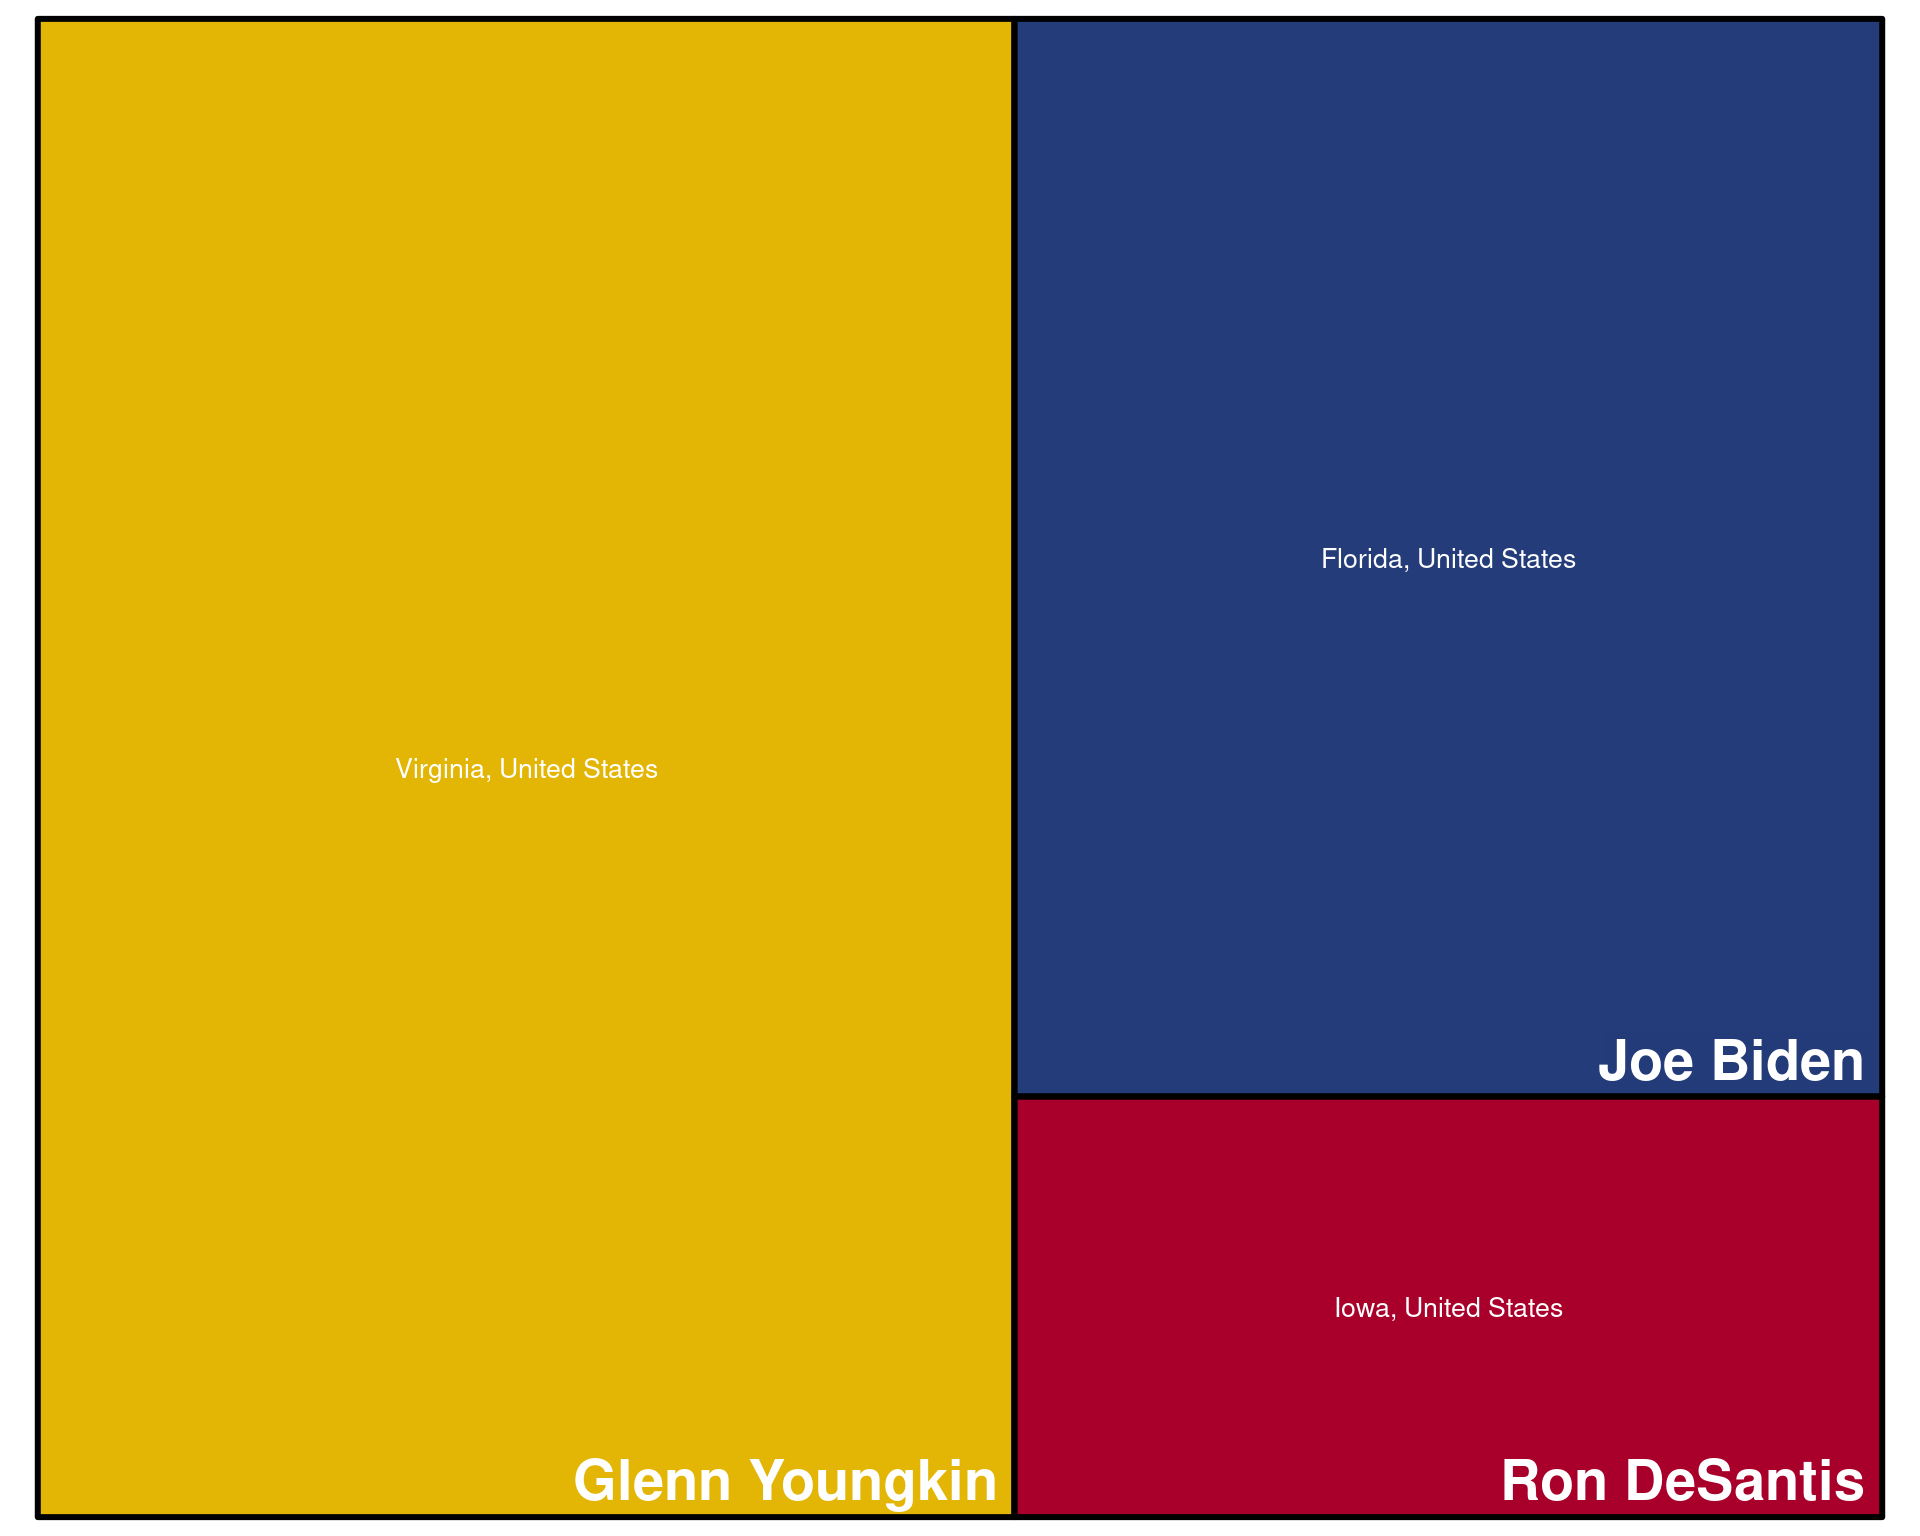 Virginia, United States
Glenn Youngkin
Florida, United States
Joe Biden
Iowa, United States
Ron DeSantis